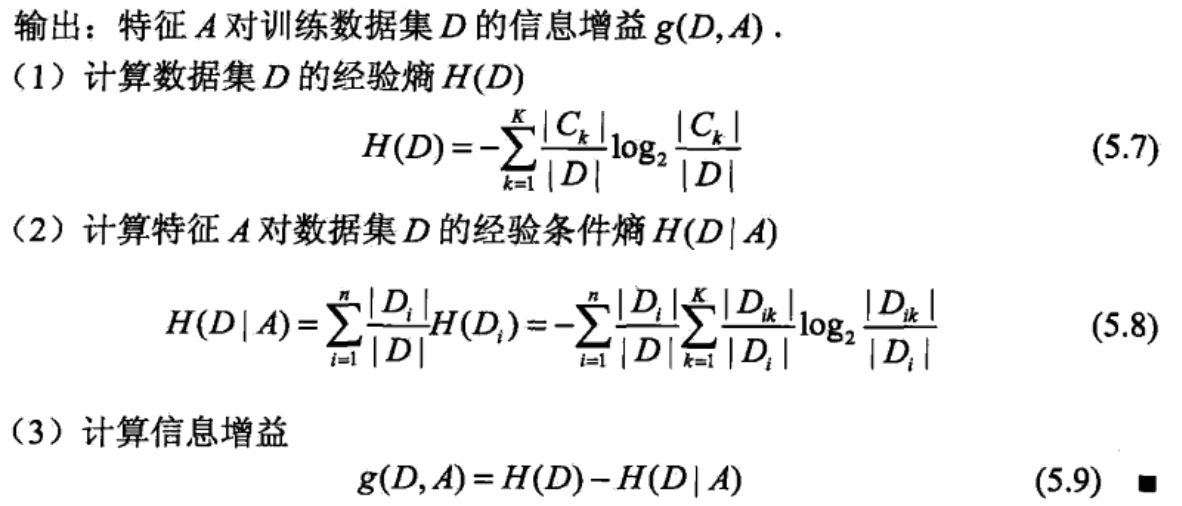 输出：特征 A 对训练数据集 D 的信息增益 g(D, A) .
（1）计算数据集 D 的经验熵 H(D)
H(D) = -\sum_{k=1}^{K} \frac{|C_k|}{|D|} \log_2 \frac{|C_k|}{|D|} (5.7)
（2）计算特征 A 对数据集 D 的经验条件熵 H(D | A)
H(D | A) = \sum_{i=1}^{n} \frac{|D_i|}{|D|} H(D_i) = -\sum_{i=1}^{n} \frac{|D_i|}{|D|} \sum_{k=1}^{K} \frac{|D_{ik}|}{|D_i|} \log_2 \frac{|D_{ik}|}{|D_i|} (5.8)
（3）计算信息增益
g(D, A) = H(D) - H(D | A) (5.9) ■